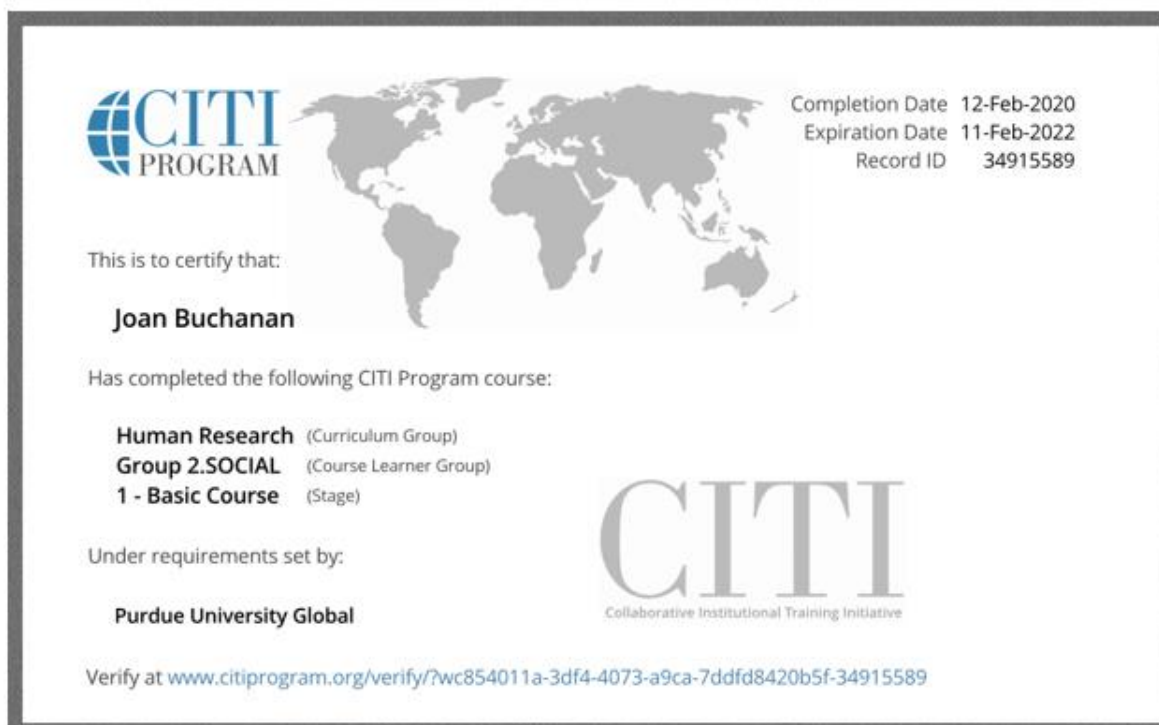 CITI
PROGRAM
Completion Date 12-Feb-2020
Expiration Date 11-Feb-2022
Record ID 34915589
This is to certify that:
Joan Buchanan
Has completed the following CITI Program course:
Human Research (Curriculum Group)
Group 2.SOCIAL (Course Learner Group)
1 - Basic Course (Stage)
Under requirements set by:
Purdue University Global
CITI
Collaborative Institutional Training Initiative
Verify at www.citiprogram.org/verify/?wc854011a-3df4-4073-a9ca-7ddfd8420b5f-34915589